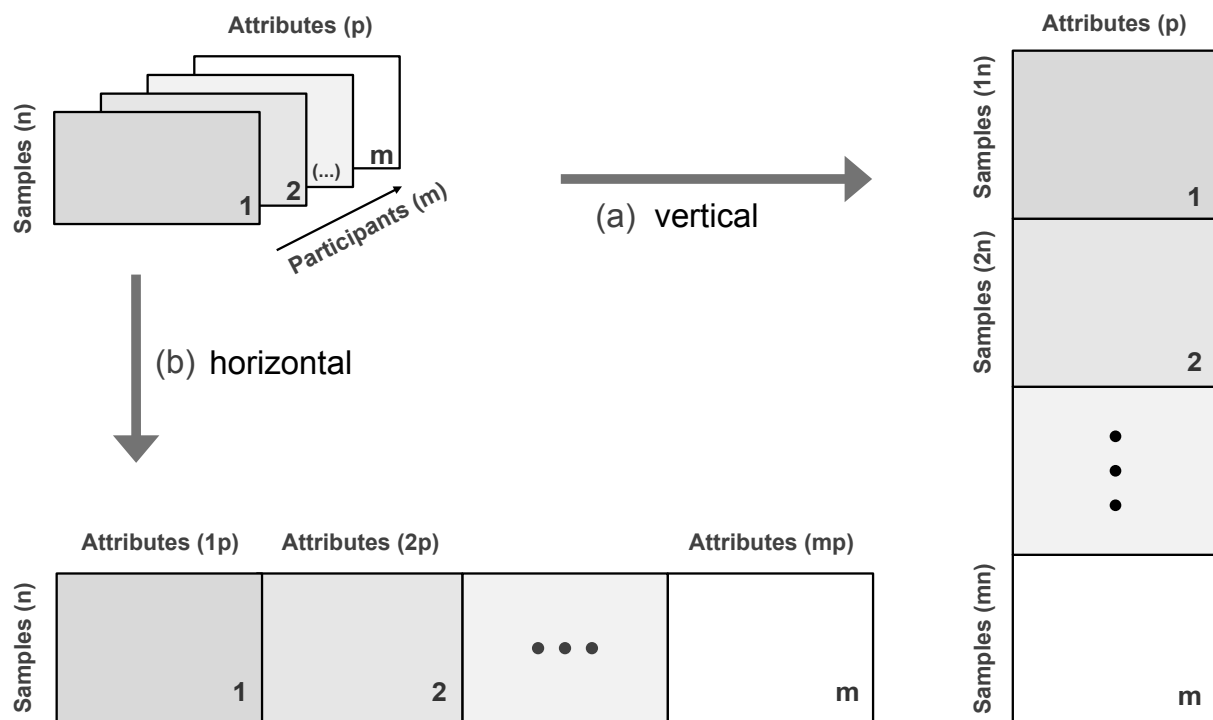 Attributes (p)
Samples (n)
1
2
(...)
m
Participants (m)
(a) vertical
(b) horizontal
Attributes (p)
Samples (1n)
1
Samples (2n)
2
Samples (mn)
m
Attributes (1p)
Attributes (2p)
Attributes (mp)
Samples (n)
1
2
m